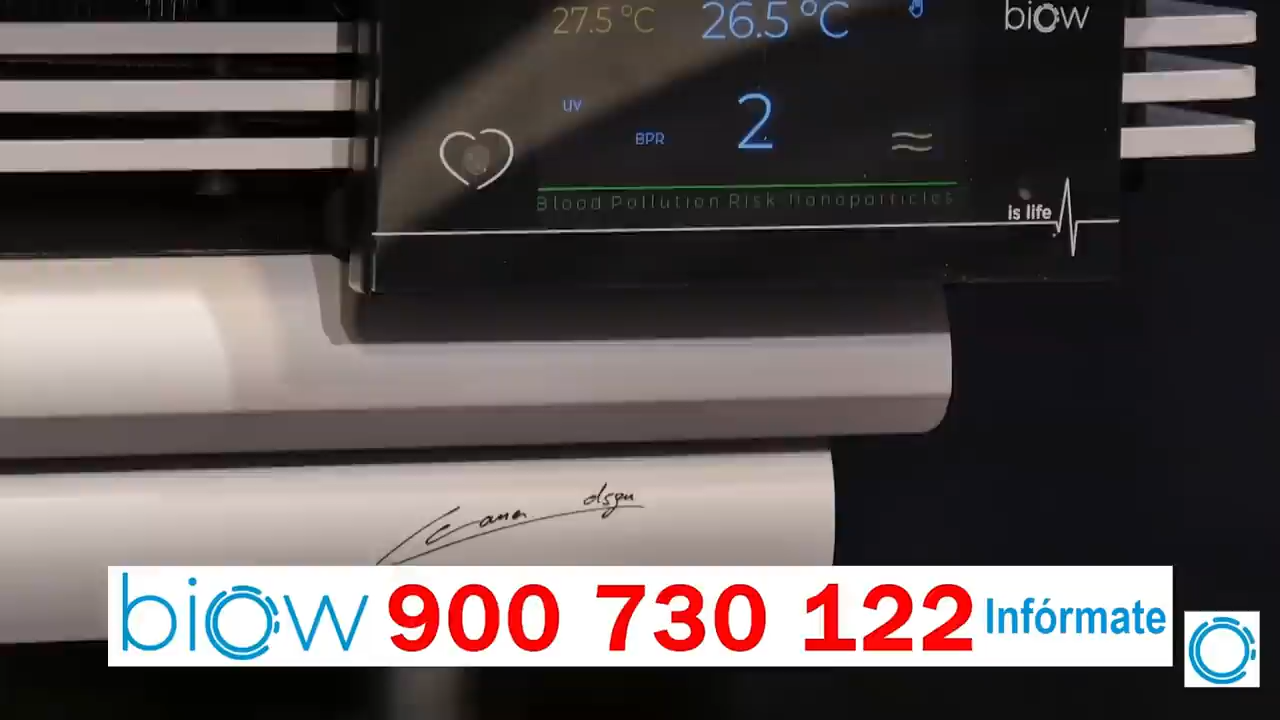 27.5 °C 26.5 °C biow
UV
BPR 2
Blood Pollution Risk Nanoparticles
is life
dsgn
biow 900 730 122 Infórmate